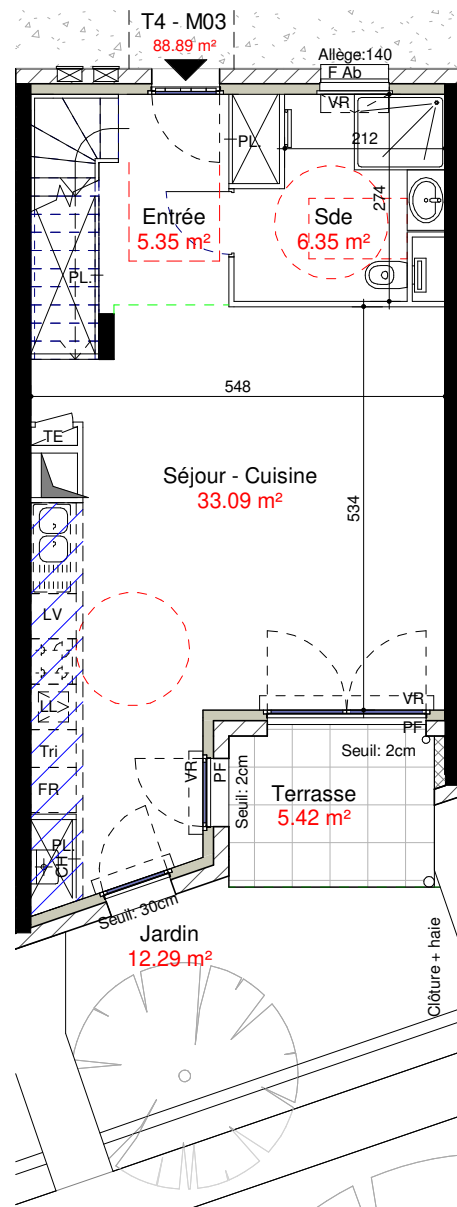 T4 - M03
88.89 m²
Allège:140
F Ab
VR
PL.
212
274
Entrée
5.35 m²
Sde
6.35 m²
PL.
548
TE
Séjour - Cuisine
33.09 m²
534
LV
LL
Tri
FR
PL.
CH
VR
PF
Seuil: 2cm
VR
PF
Seuil: 2cm
Terrasse
5.42 m²
Seuil: 30cm
Jardin
12.29 m²
Clôture + haie